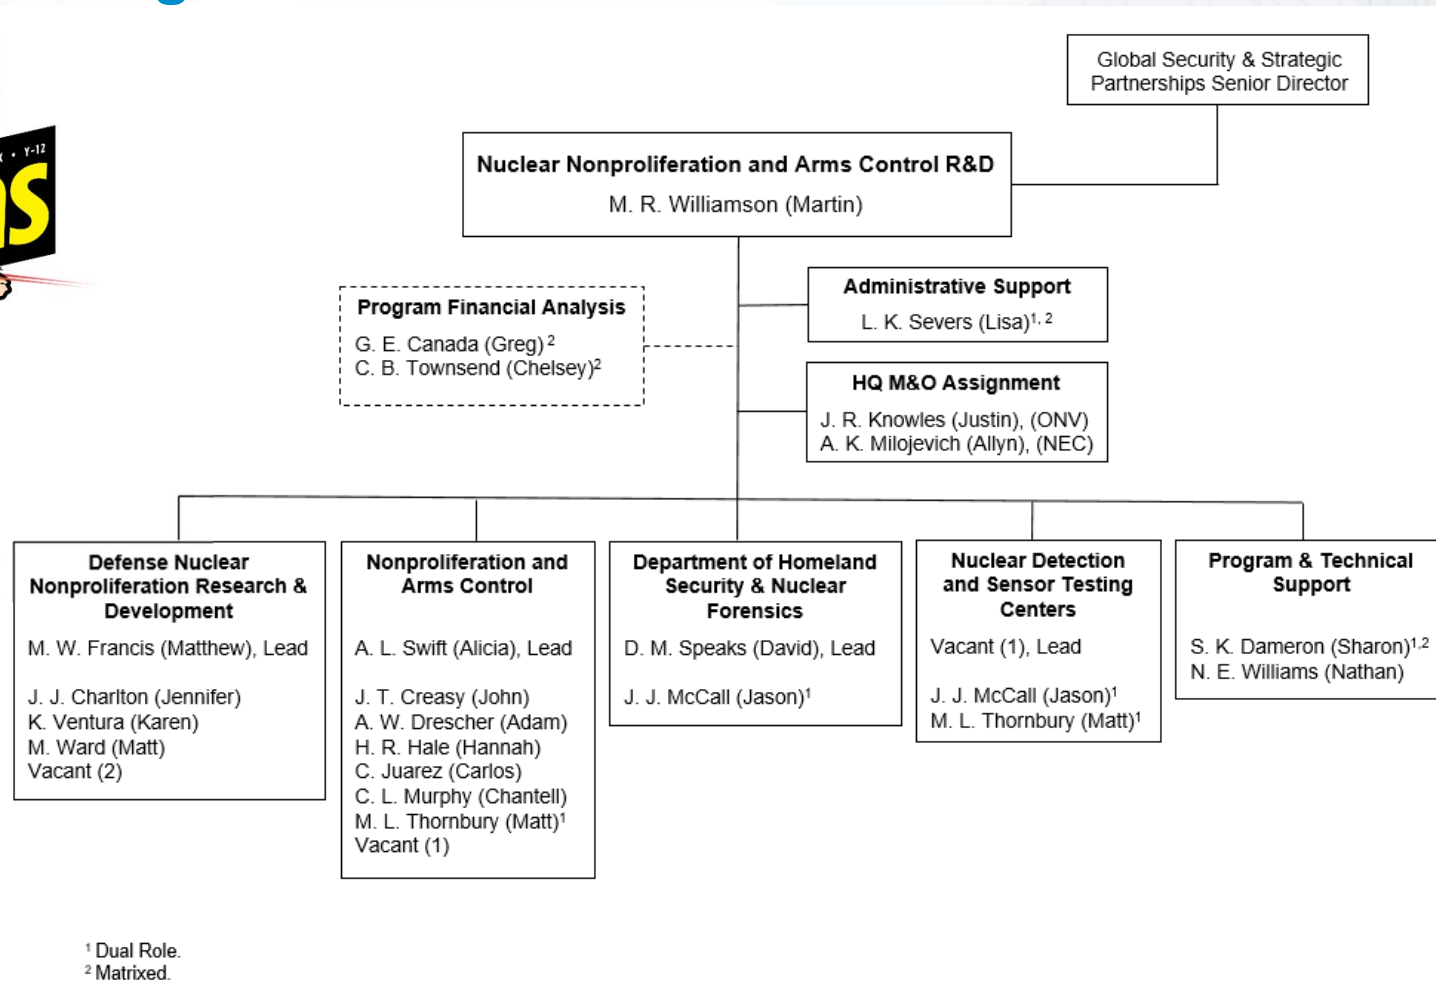 Global Security & Strategic
Partnerships Senior Director
Y-12
Nuclear Nonproliferation and Arms Control R&D
M. R. Williamson (Martin)
Administrative Support
L. K. Severs (Lisa)¹, ²
Program Financial Analysis
G. E. Canada (Greg) ²
C. B. Townsend (Chelsey)²
HQ M&O Assignment
J. R. Knowles (Justin), (ONV)
A. K. Milojevich (Allyn), (NEC)
Defense Nuclear
Nonproliferation Research &
Development
M. W. Francis (Matthew), Lead
J. J. Charlton (Jennifer)
K. Ventura (Karen)
M. Ward (Matt)
Vacant (2)
Nonproliferation and
Arms Control
A. L. Swift (Alicia), Lead
J. T. Creasy (John)
A. W. Drescher (Adam)
H. R. Hale (Hannah)
C. Juarez (Carlos)
C. L. Murphy (Chantell)
M. L. Thornbury (Matt)¹
Vacant (1)
Department of Homeland
Security & Nuclear
Forensics
D. M. Speaks (David), Lead
J. J. McCall (Jason)¹
Nuclear Detection
and Sensor Testing
Centers
Vacant (1), Lead
J. J. McCall (Jason)¹
M. L. Thornbury (Matt)¹
Program & Technical
Support
S. K. Dameron (Sharon)¹,²
N. E. Williams (Nathan)
¹ Dual Role.
² Matrixed.